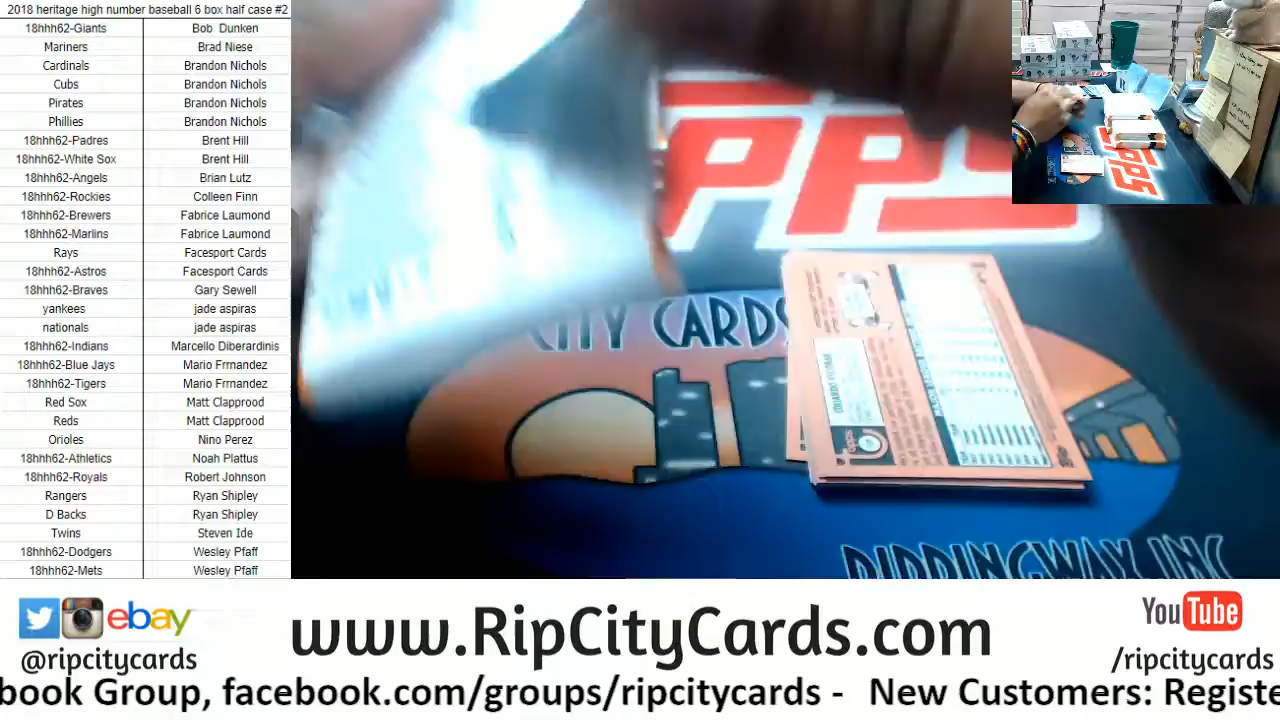 2018 heritage high number baseball 6 box half case #2
18hhh62-Giants Bob Dunken
Mariners Brad Niese
Cardinals Brandon Nichols
Cubs Brandon Nichols
Pirates Brandon Nichols
Phillies Brandon Nichols
18hhh62-Padres Brent Hill
18hhh62-White Sox Brent Hill
18hhh62-Angels Brian Lutz
18hhh62-Rockies Colleen Finn
18hhh62-Brewers Fabrice Laumond
18hhh62-Marlins Fabrice Laumond
Rays Facesport Cards
18hhh62-Astros Facesport Cards
18hhh62-Braves Gary Sewell
yankees jade aspiras
nationals jade aspiras
18hhh62-Indians Marcello Diberardinis
18hhh62-Blue Jays Mario Frrnandez
18hhh62-Tigers Mario Frrnandez
Red Sox Matt Clapprood
Reds Matt Clapprood
Orioles Nino Perez
18hhh62-Athletics Noah Plattus
18hhh62-Royals Robert Johnson
Rangers Ryan Shipley
D Backs Ryan Shipley
Twins Steven Ide
18hhh62-Dodgers Wesley Pfaff
18hhh62-Mets Wesley Pfaff
PPS
CITY CARDS
RIPPINGWAX INC
topps
ebay
@ripcitycards
www.RipCityCards.com
YouTube
/ripcitycards
book Group, facebook.com/groups/ripcitycards - New Customers: Registe